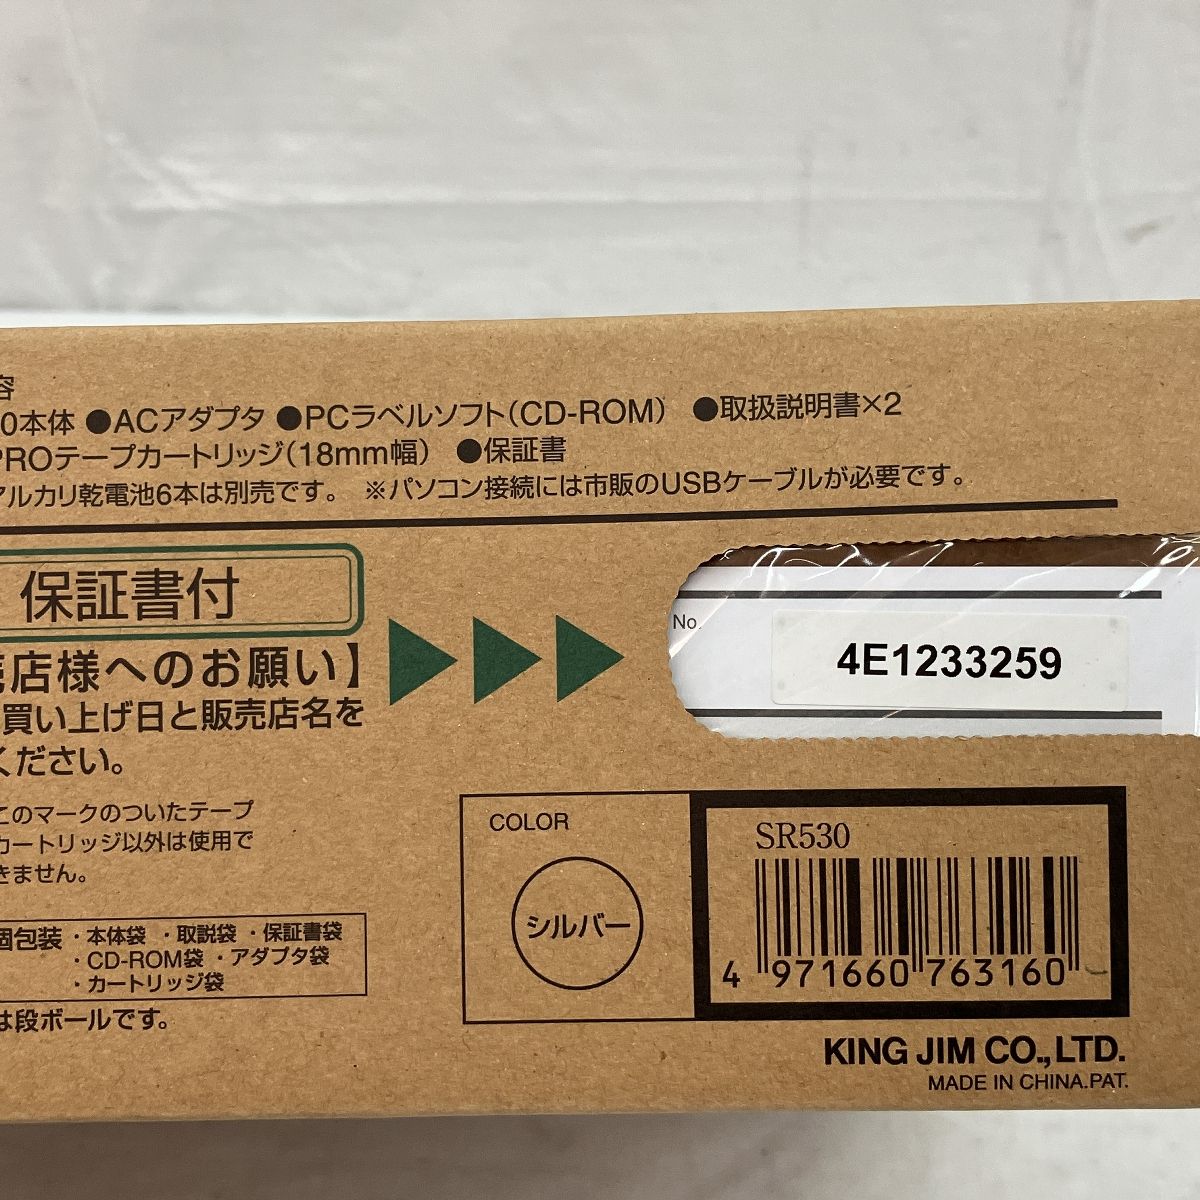 容
0本体 ●ACアダプタ ●PCラベルソフト(CD-ROM) ●取扱説明書×2
PROテープカートリッジ(18mm幅) ●保証書
アルカリ乾電池6本は別売です。 ※パソコン接続には市販のUSBケーブルが必要です。
保証書付
売店様へのお願い】
買い上げ日と販売店名を
ください。
No.
4E1233259
このマークのついたテープ
カートリッジ以外は使用で
きません。
個包装 ・本体袋 ・取説袋 ・保証書袋
・CD-ROM袋 ・アダプタ袋
・カートリッジ袋
は段ボールです。
COLOR
シルバー
SR530
4 971660 763160
KING JIM CO.,LTD.
MADE IN CHINA.PAT.